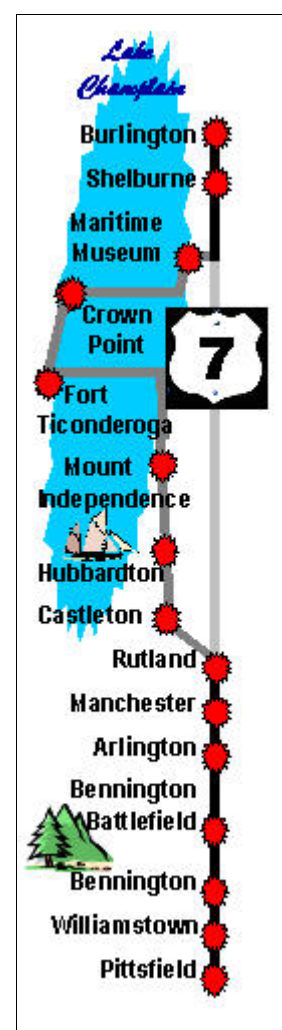 Lake
Champlain
Burlington
Shelburne
Maritime
Museum
Crown
Point
7
Fort
Ticonderoga
Mount
Independence
Hubbardton
Castleton
Rutland
Manchester
Arlington
Bennington
Battlefield
Bennington
Williamstown
Pittsfield